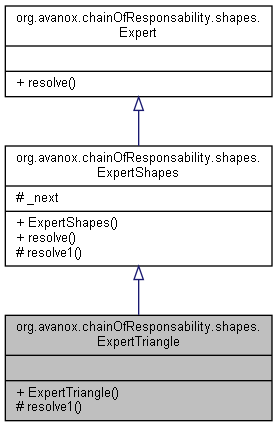 org.avanox.chainOfResponsability.shapes.
Expert
+ resolve()
org.avanox.chainOfResponsability.shapes.
ExpertShapes
# _next
+ ExpertShapes()
+ resolve()
# resolve1()
org.avanox.chainOfResponsability.shapes.
ExpertTriangle
+ ExpertTriangle()
# resolve1()